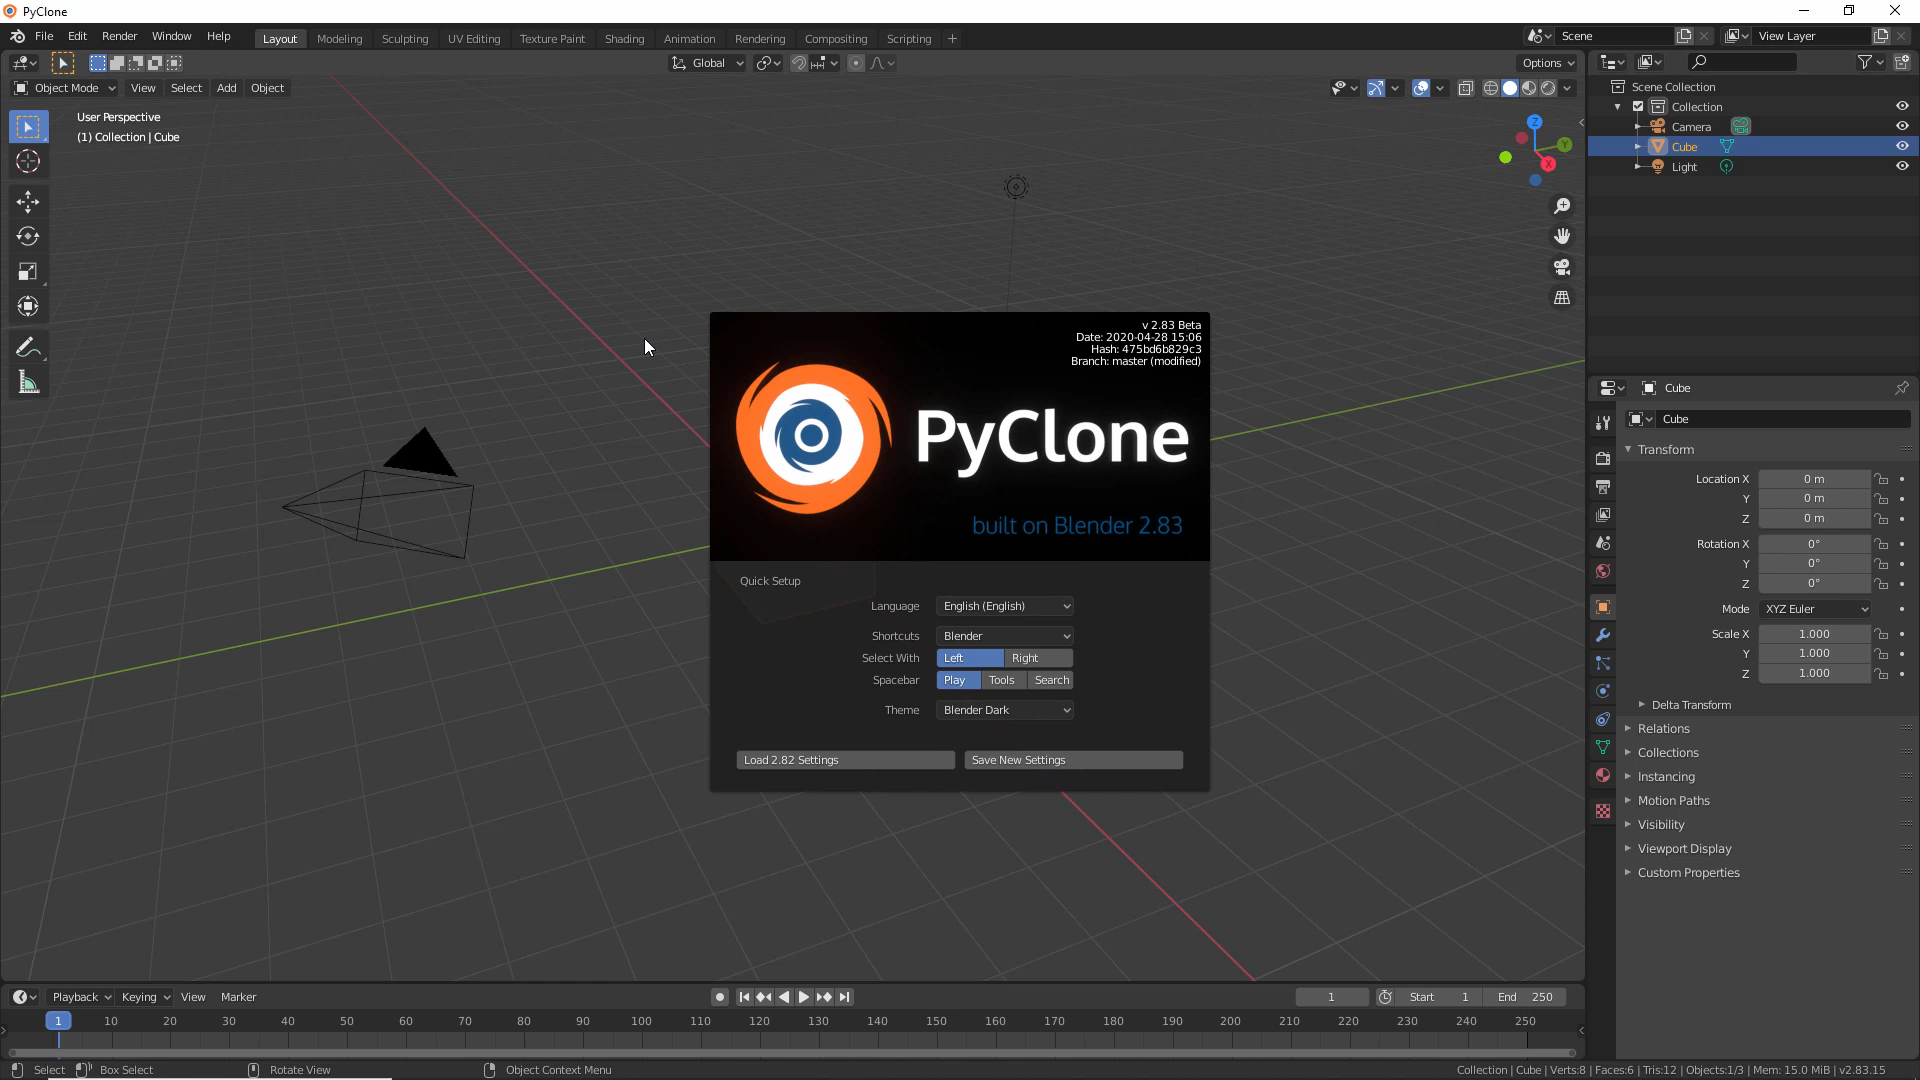 PyClone
File Edit Render Window Help Layout Modeling Sculpting UV Editing Texture Paint Shading Animation Rendering Compositing Scripting + Scene View Layer
Global Options
Object Mode View Select Add Object
User Perspective
(1) Collection | Cube
Z
Y
X
Scene Collection
Collection
Camera
Cube
Light
v 2.83 Beta
Date: 2020-04-28 15:06
Hash: 475bd6b829c3
Branch: master (modified)
PyClone
built on Blender 2.83
Quick Setup
Language English (English)
Shortcuts Blender
Select With Left Right
Spacebar Play Tools Search
Theme Blender Dark
Load 2.82 Settings Save New Settings
Cube
Cube
Transform
Location X 0 m
Y 0 m
Z 0 m
Rotation X 0°
Y 0°
Z 0°
Mode XYZ Euler
Scale X 1.000
Y 1.000
Z 1.000
Delta Transform
Relations
Collections
Instancing
Motion Paths
Visibility
Viewport Display
Custom Properties
Playback Keying View Marker 1 Start 1 End 250
1 10 20 30 40 50 60 70 80 90 100 110 120 130 140 150 160 170 180 190 200 210 220 230 240 250
Select Box Select Rotate View Object Context Menu Collection | Cube | Verts:8 | Faces:6 | Tris:12 | Objects:1/3 | Mem: 15.0 MiB | v2.83.15